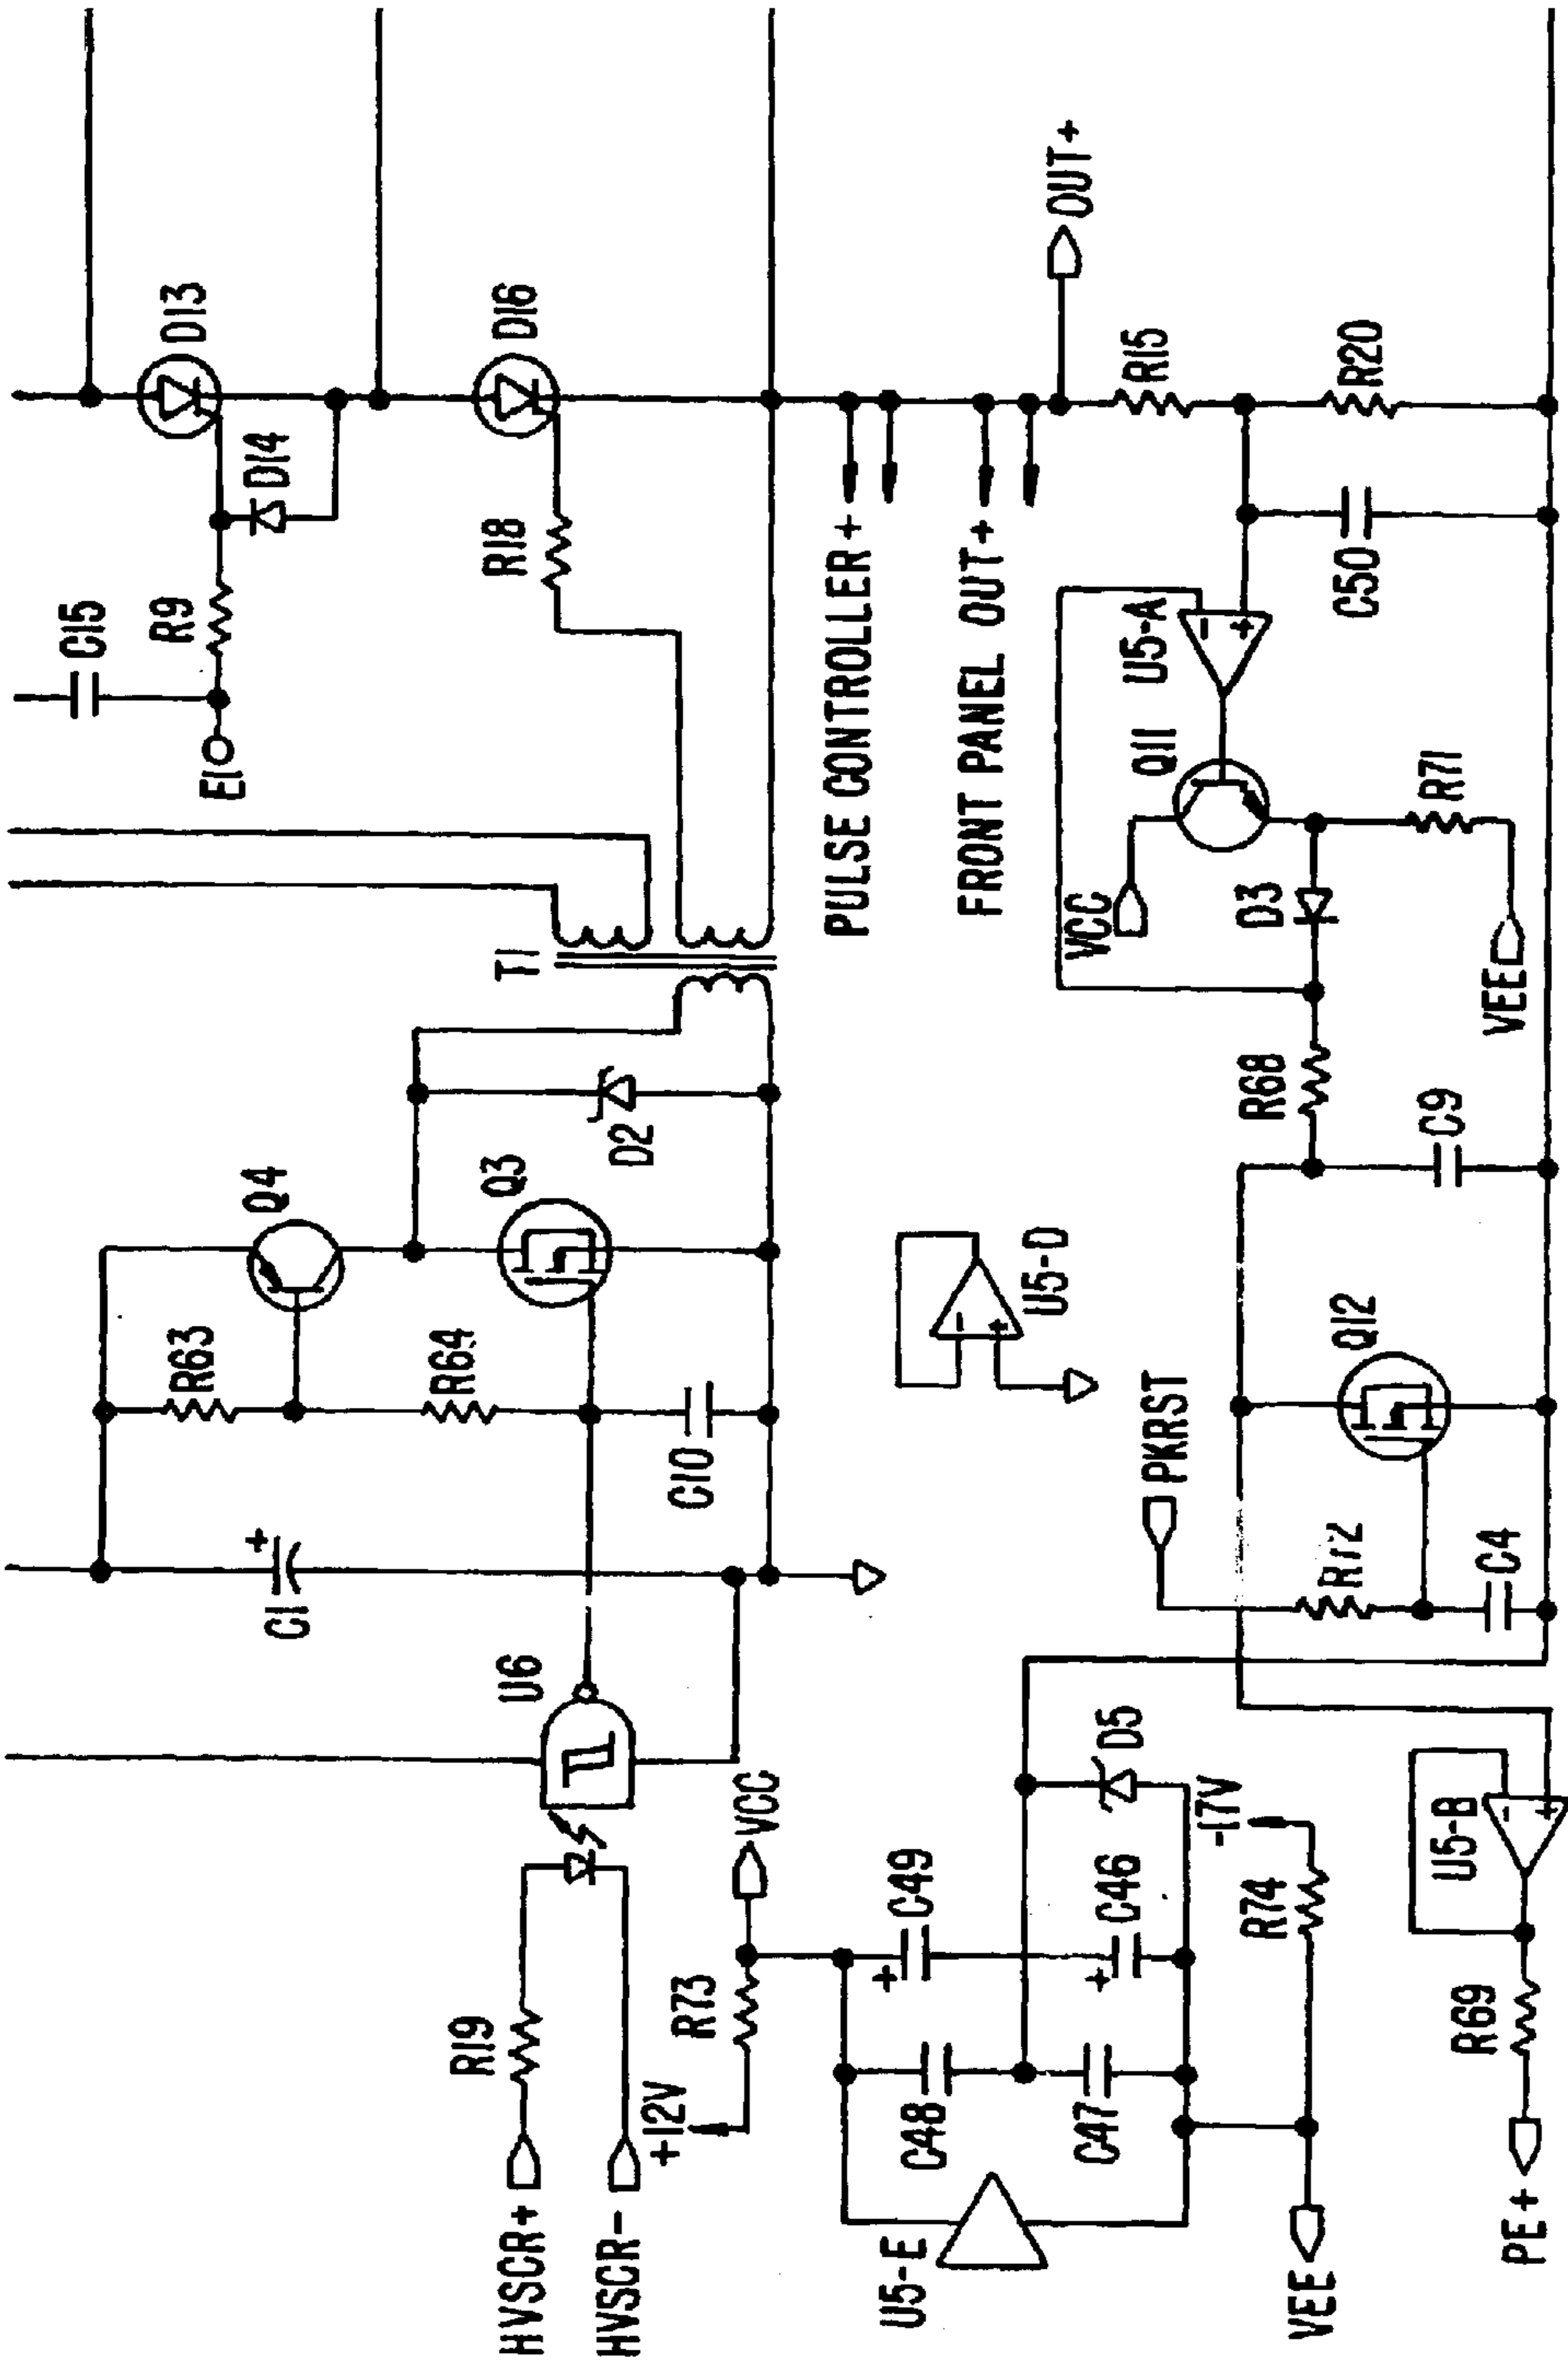 C15
R9
E1
D13
D14
D16
R18
T1
Q4
R63
Q3
R64
D2
C1
+
C10
U6
R19
HVSCR+
HVSCR-
PULSE CONTROLLER +
FRONT PANEL OUT+
OUT+
R15
R20
C50
U5-A
- +
Q11
VCC
D3
R71
VEE
R68
C9
U5-D
- +
PKRST
Q12
R72
C4
VCC
R73
+12V
C49
+
C48
C46
+
C47
D5
-17V
R74
U5-E
VEE
U5-B
- +
R69
PE+